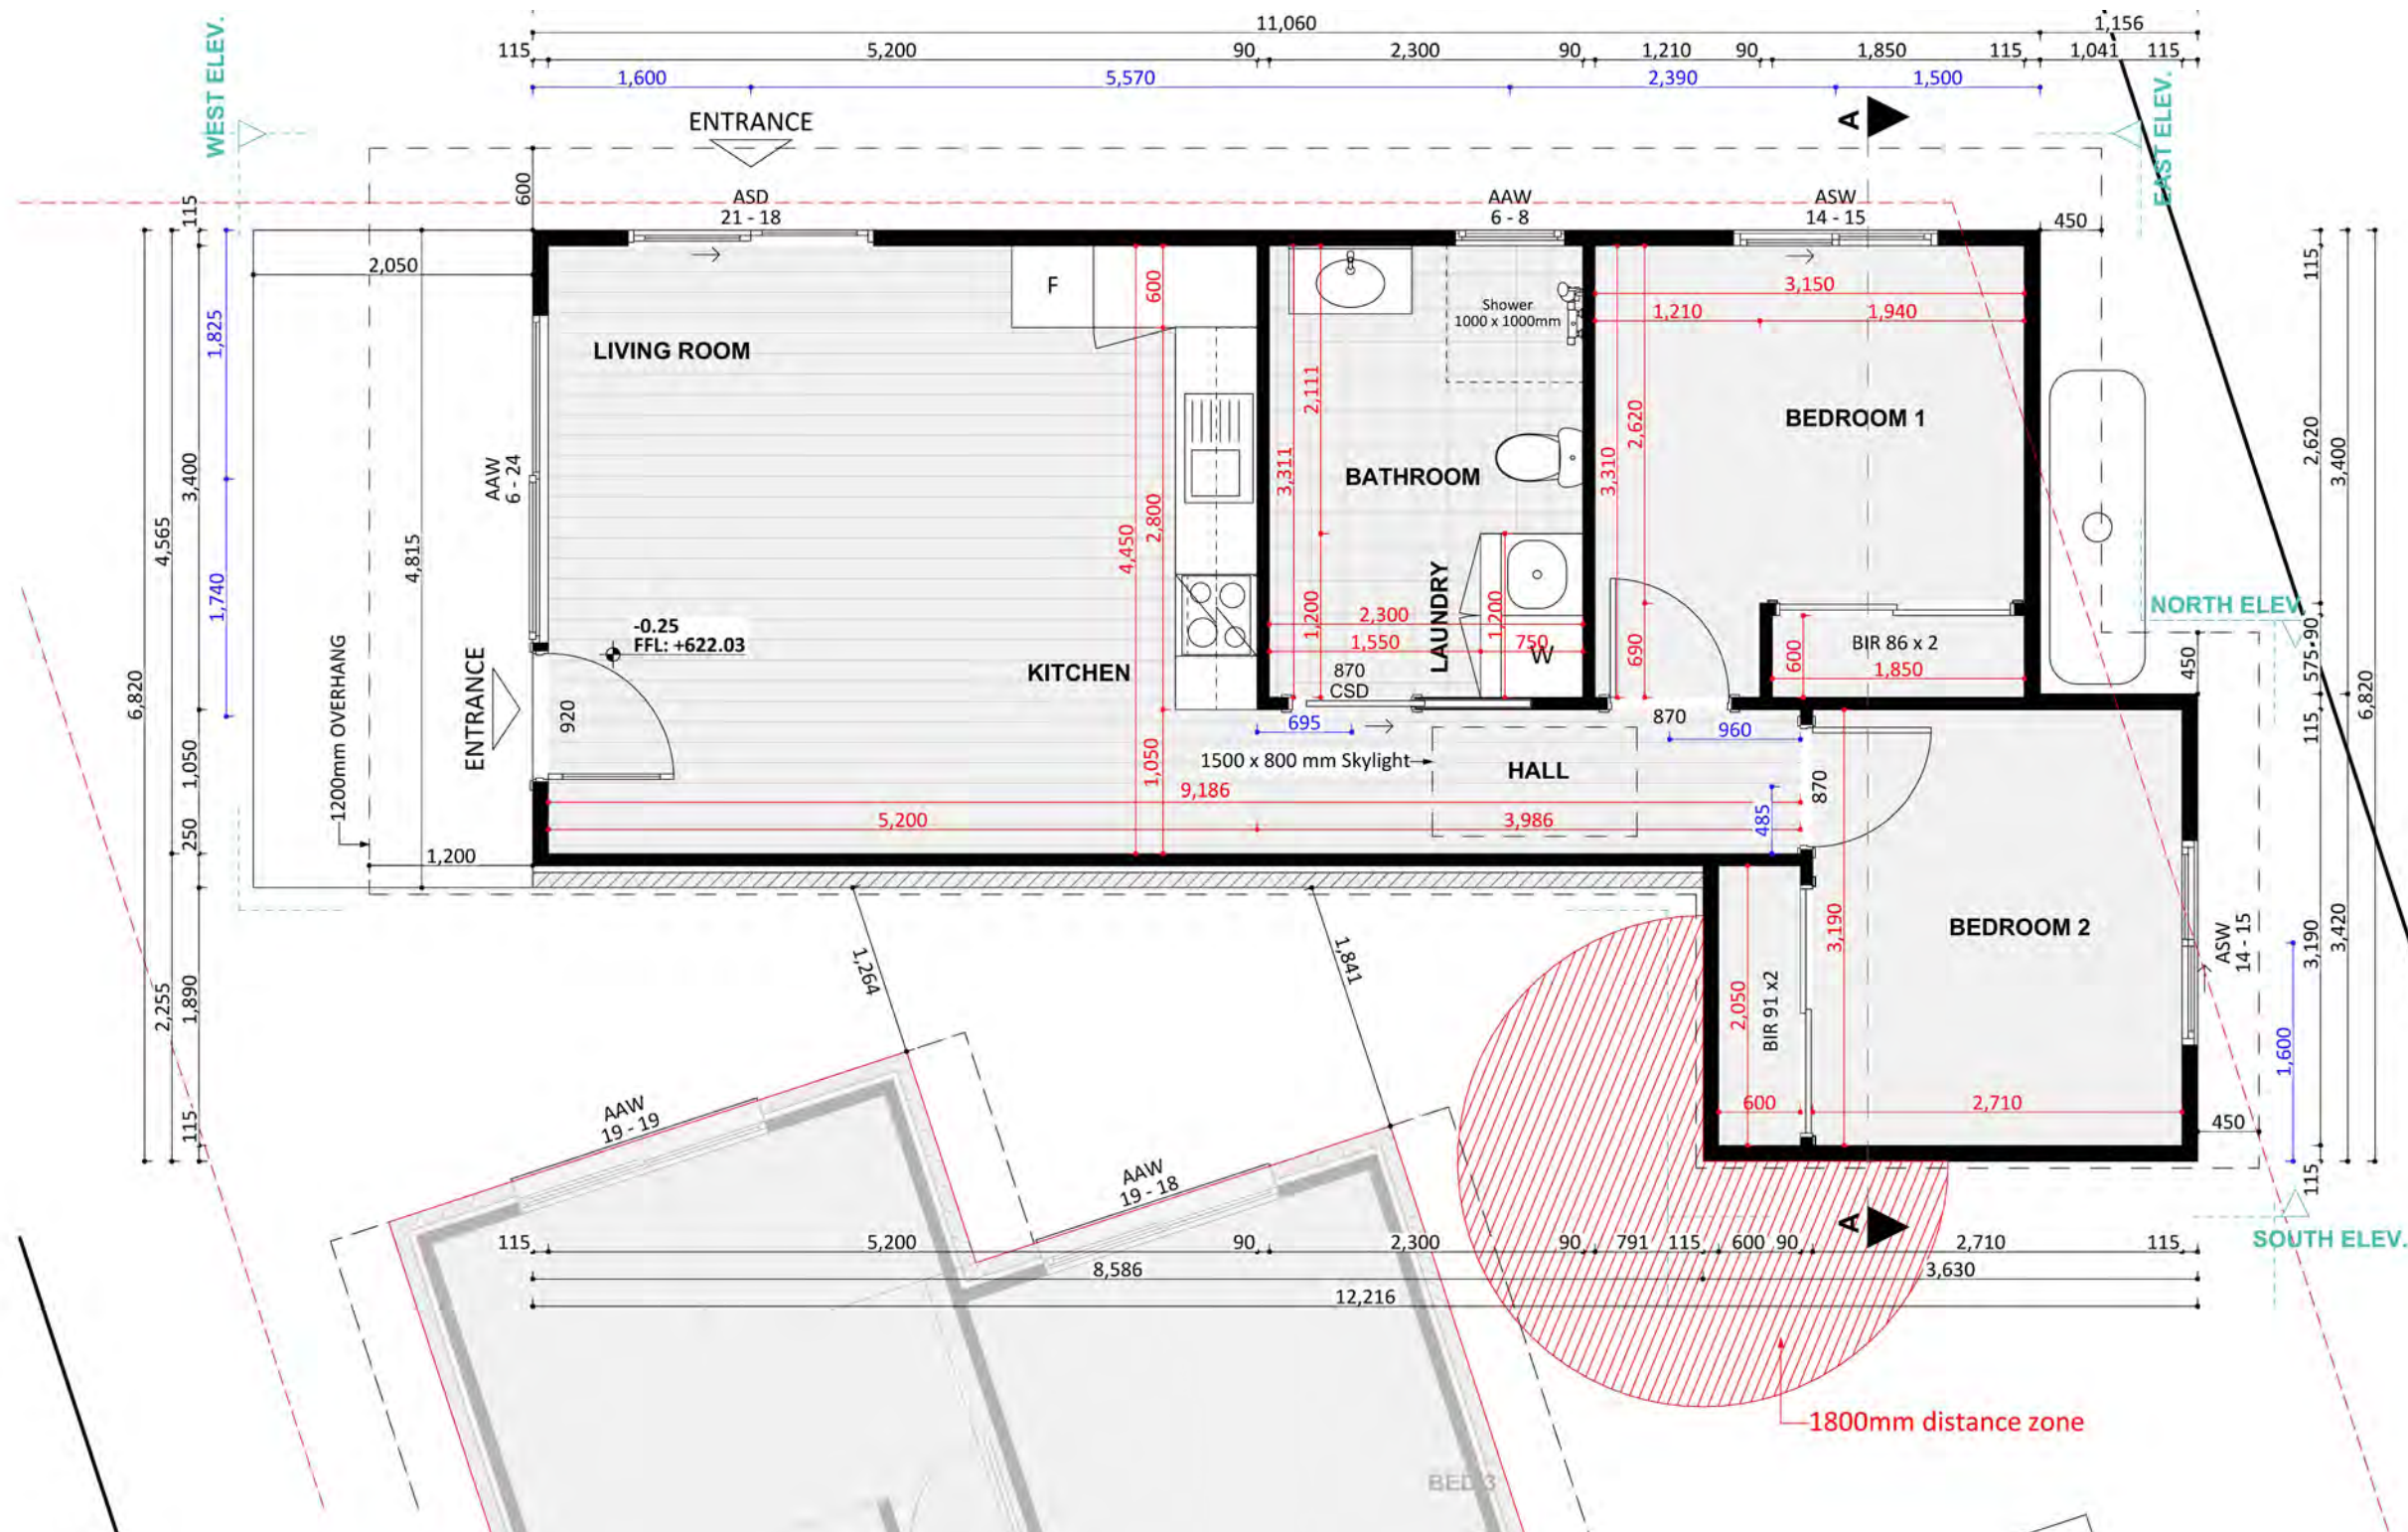 11,060
1,156
115
5,200
90
2,300
90
1,210
90
1,850
115
1,041
115
1,600
5,570
2,390
1,500
WEST ELEV.
EAST ELEV.
ENTRANCE
A
600
ASD
21 - 18
AAW
6 - 8
ASW
14 - 15
450
115
2,050
1,825
3,400
4,565
6,820
1,740
1,050
250
2,255
1,890
115
4,815
1200mm OVERHANG
1,200
AAW
6 - 24
ENTRANCE
920
LIVING ROOM
-0.25
FFL: +622.03
KITCHEN
F
600
2,800
4,450
1,050
9,186
5,200
3,986
Shower
1000 x 1000mm
2,111
3,311
BATHROOM
LAUNDRY
1,200
1,200
2,300
1,550
750
W
870
CSD
695
1500 x 800 mm Skylight
HALL
3,150
1,210
1,940
2,620
3,310
BEDROOM 1
690
600
BIR 86 x 2
1,850
870
960
870
485
115
2,620
3,400
NORTH ELEV
90
575
450
115
6,820
3,190
3,420
115
BEDROOM 2
3,190
2,050
BIR 91 x2
600
2,710
ASW
14 - 15
1,600
450
SOUTH ELEV.
1,264
1,841
AAW
19 - 19
AAW
19 - 18
A
115
5,200
90
2,300
90
791
115
600
90
2,710
115
8,586
3,630
12,216
1800mm distance zone
BED 3